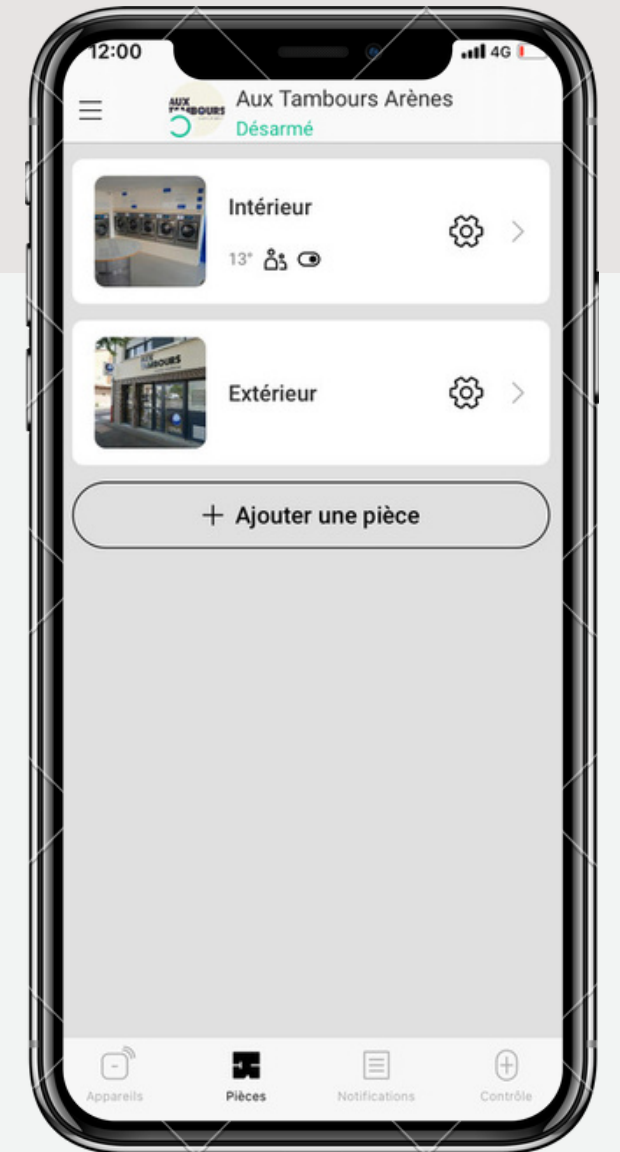 12:00
4G
AUX
TAMBOURS
Aux Tambours Arènes
Désarmé
Intérieur
13°
AUX
TAMBOURS
Extérieur
+ Ajouter une pièce
Appareils
Pièces
Notifications
Contrôle